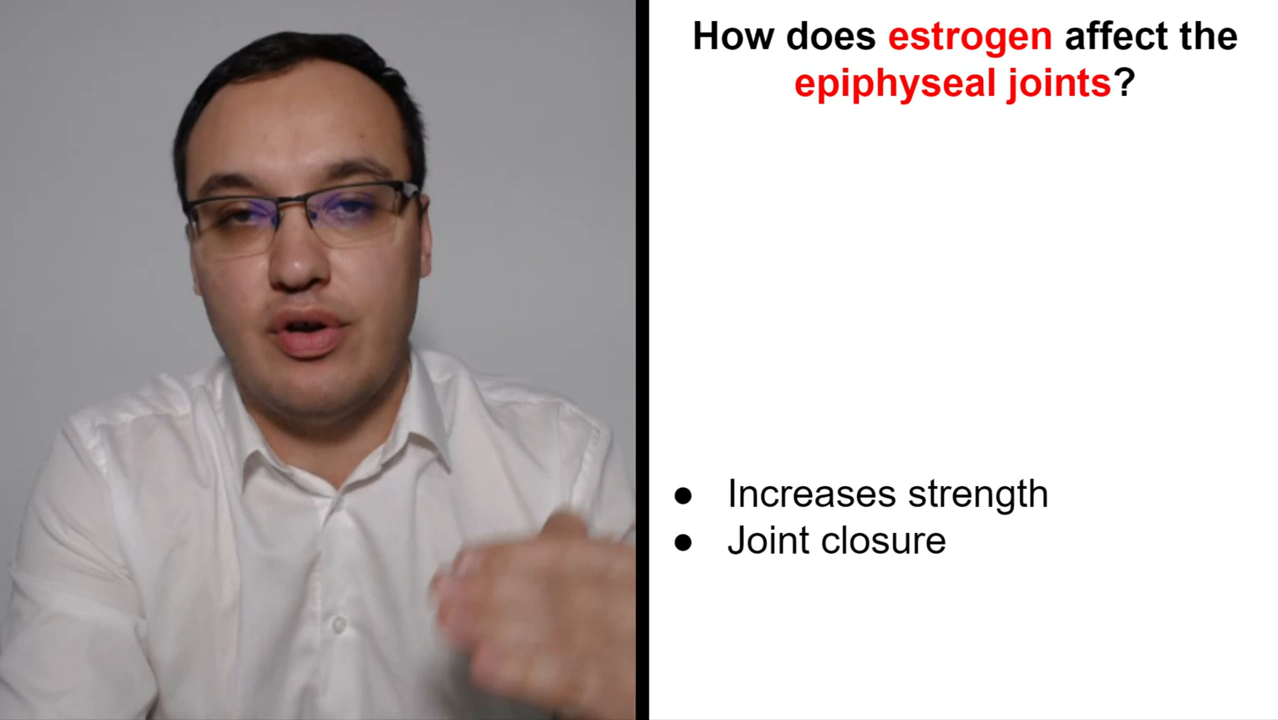 How does estrogen affect the
epiphyseal joints?
● Increases strength
● Joint closure